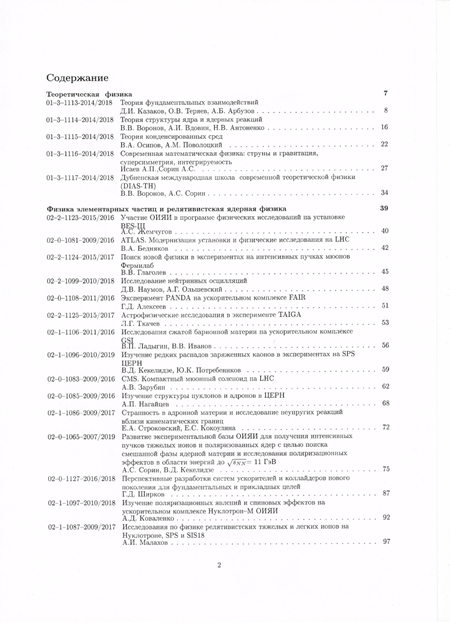 Содержание
Теоретическая физика 7
01–3–1113-2014/2018 Теория фундаментальных взаимодействий
Д.И. Казаков, О.В. Теряев, А.Б. Арбузов . . . . . . . . . . . . . . . . . . . . 8
01–3–1114-2014/2018 Теория структуры ядра и ядерных реакций
В.В. Воронов, А.И. Вдовин, Н.В. Антоненко . . . . . . . . . . . . . . . . . . 16
01–3–1115-2014/2018 Теория конденсированных сред
В.А. Осипов, А.М. Поволоцкий . . . . . . . . . . . . . . . . . . . . . . . . . 22
01–3–1116-2014/2018 Современная математическая физика: струны и гравитация,
суперсимметрия, интегрируемость
Исаев А.П.,Сорин А.С. . . . . . . . . . . . . . . . . . . . . . . . . . . . . . 27
01–3–1117-2014/2018 Дубненская международная школа современной теоретической физики
(DIAS-TH)
В.В. Воронов, А.С. Сорин . . . . . . . . . . . . . . . . . . . . . . . . . . . . 34
Физика элементарных частиц и релятивистская ядерная физика 39
02–2–1123-2015/2016 Участие ОИЯИ в программе физических исследований на установке
BES-III
А.С. Жемчугов . . . . . . . . . . . . . . . . . . . . . . . . . . . . . . . . . . 40
02–0–1081-2009/2016 ATLAS. Модернизация установки и физические исследования на LHC
В.А. Бедняков . . . . . . . . . . . . . . . . . . . . . . . . . . . . . . . . . . 42
02–2–1124-2015/2017 Поиск новой физики в экспериментах на интенсивных пучках мюонов
Фермилаб
В.В. Глаголев . . . . . . . . . . . . . . . . . . . . . . . . . . . . . . . . . . 45
02–2–1099-2010/2018 Исследование нейтринных осцилляций
Д.В. Наумов, А.Г. Ольшевский . . . . . . . . . . . . . . . . . . . . . . . . . 48
02–0–1108-2011/2016 Эксперимент PANDA на ускорительном комплексе FAIR
Г.Д. Алексеев . . . . . . . . . . . . . . . . . . . . . . . . . . . . . . . . . . 51
02–2–1125-2015/2017 Астрофизические исследования в эксперименте TAIGA
Л.Г. Ткачев . . . . . . . . . . . . . . . . . . . . . . . . . . . . . . . . . . . 53
02–1–1106–2011/2016 Исследования сжатой барионной материи на ускорительном комплексе
GSI
В.П. Ладыгин, В.В. Иванов . . . . . . . . . . . . . . . . . . . . . . . . . . . 56
02–1–1096-2010/2019 Изучение редких распадов заряженных каонов в экспериментах на SPS
ЦЕРН
В.Д. Кекелидзе, Ю.К. Потребеников . . . . . . . . . . . . . . . . . . . . . . 59
02–0–1083-2009/2016 CMS. Компактный мюонный соленоид на LHC
А.В. Зарубин . . . . . . . . . . . . . . . . . . . . . . . . . . . . . . . . . . . 62
02–0–1085-2009/2016 Изучение структуры нуклонов и адронов в ЦЕРН
А.П. Нагайцев . . . . . . . . . . . . . . . . . . . . . . . . . . . . . . . . . . 68
02–1–1086-2009/2017 Странность в адронной материи и исследование неупругих реакций
вблизи кинематических границ
Е.А. Строковский, Е.С. Кокоулина . . . . . . . . . . . . . . . . . . . . . . . 72
02–0–1065-2007/2019 Развитие экспериментальной базы ОИЯИ для получения интенсивных
пучков тяжелых ионов и поляризованных ядер с целью поиска
смешанной фазы ядерной материи и исследования поляризационных
эффектов в области энергий до √s_NN= 11 ГэВ
А.С. Сорин, В.Д. Кекелидзе . . . . . . . . . . . . . . . . . . . . . . . . . . . 75
02–0–1127-2016/2018 Перспективные разработки систем ускорителей и коллайдеров нового
поколения для фундаментальных и прикладных целей
Г.Д. Ширков . . . . . . . . . . . . . . . . . . . . . . . . . . . . . . . . . . . 87
02–1–1097-2010/2018 Изучение поляризационных явлений и спиновых эффектов на
ускорительном комплексе Нуклотрон–М ОИЯИ
А.Д. Коваленко . . . . . . . . . . . . . . . . . . . . . . . . . . . . . . . . . . 92
02–1–1087-2009/2017 Исследования по физике релятивистских тяжелых и легких ионов на
Нуклотроне, SPS и SIS18
А.И. Малахов . . . . . . . . . . . . . . . . . . . . . . . . . . . . . . . . . . . 97
2